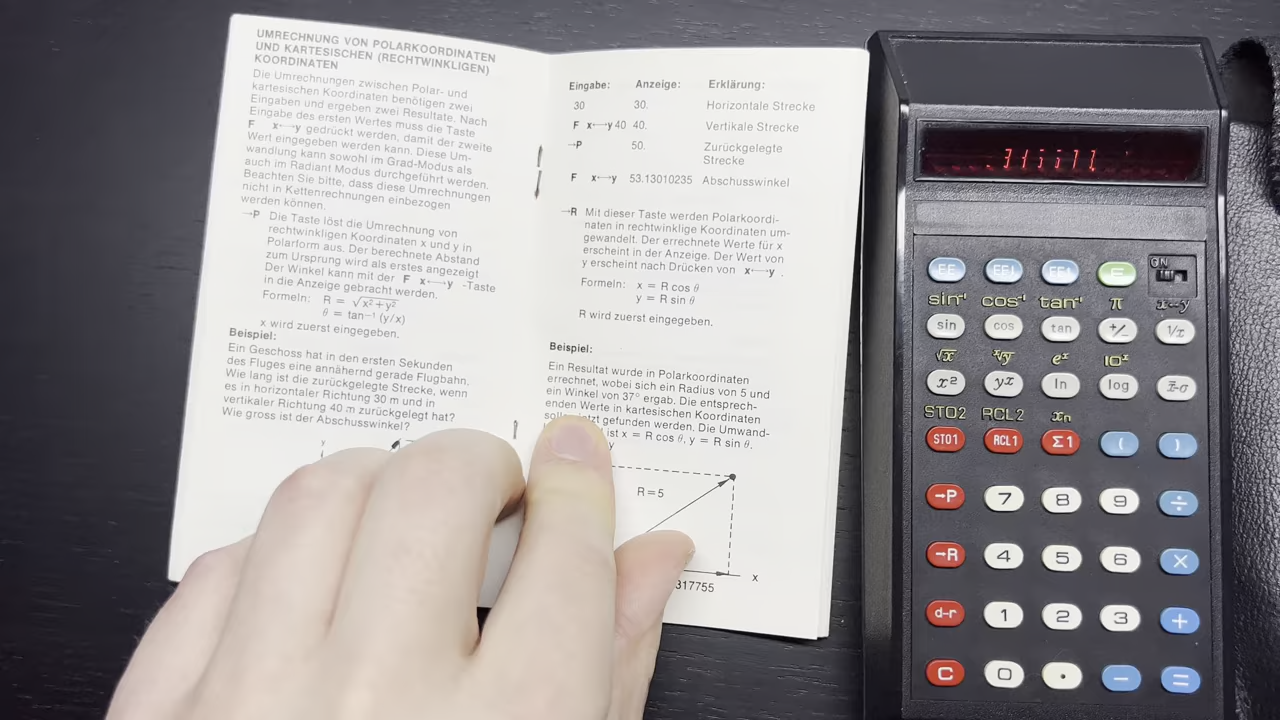 UMRECHNUNG VON POLARKOORDINATEN
UND KARTESISCHEN (RECHTWINKLIGEN)
KOORDINATEN
Die Umrechnungen zwischen Polar- und
kartesischen Koordinaten benötigen zwei
Eingaben und ergeben zwei Resultate. Nach
Eingabe des ersten Wertes muss die Taste
F x←→y gedrückt werden, damit der zweite
Wert eingegeben werden kann. Diese Um-
wandlung kann sowohl im Grad-Modus als
auch im Radiant Modus durchgeführt werden.
Beachten Sie bitte, dass diese Umrechnungen
nicht in Kettenrechnungen einbezogen
werden können.
→P Die Taste löst die Umrechnung von
rechtwinkligen Koordinaten x und y in
Polarform aus. Der berechnete Abstand
zum Ursprung wird als erstes angezeigt
Der Winkel kann mit der F x←→y -Taste
in die Anzeige gebracht werden.
Formeln: R = √x²+y²
θ = tan⁻¹ (y/x)
x wird zuerst eingegeben.
Beispiel:
Ein Geschoss hat in den ersten Sekunden
des Fluges eine annähernd gerade Flugbahn.
Wie lang ist die zurückgelegte Strecke, wenn
es in horizontaler Richtung 30 m und in
vertikaler Richtung 40 m zurückgelegt hat?
Wie gross ist der Abschusswinkel?
y
Eingabe: Anzeige: Erklärung:
30 30. Horizontale Strecke
F x←→y 40 40. Vertikale Strecke
→P 50. Zurückgelegte
Strecke
F x←→y 53.13010235 Abschusswinkel
→R Mit dieser Taste werden Polarkoordi-
naten in rechtwinklige Koordinaten um-
gewandelt. Der errechnete Werte für x
erscheint in der Anzeige. Der Wert von
y erscheint nach Drücken von x←→y .
Formeln: x = R cos θ
y = R sin θ
R wird zuerst eingegeben.
Beispiel:
Ein Resultat wurde in Polarkoordinaten
errechnet, wobei sich ein Radius von 5 und
ein Winkel von 37° ergab. Die entsprech-
enden Werte in kartesischen Koordinaten
jetzt gefunden werden. Die Umwand-
ist x = R cos θ, y = R sin θ.
y
R=5
x
317755
EE EE↓ EE↑ F ON
sin⁻¹ cos⁻¹ tan⁻¹ π x↔y
sin cos tan +/− 1/x
√x ˣ√y eˣ 10ˣ
x² yˣ ln log x̄-σ
STO2 RCL2 xn
STO1 RCL1 Σ1 ( )
→P 7 8 9 ÷
→R 4 5 6 ×
d-r 1 2 3 +
C 0 • − =